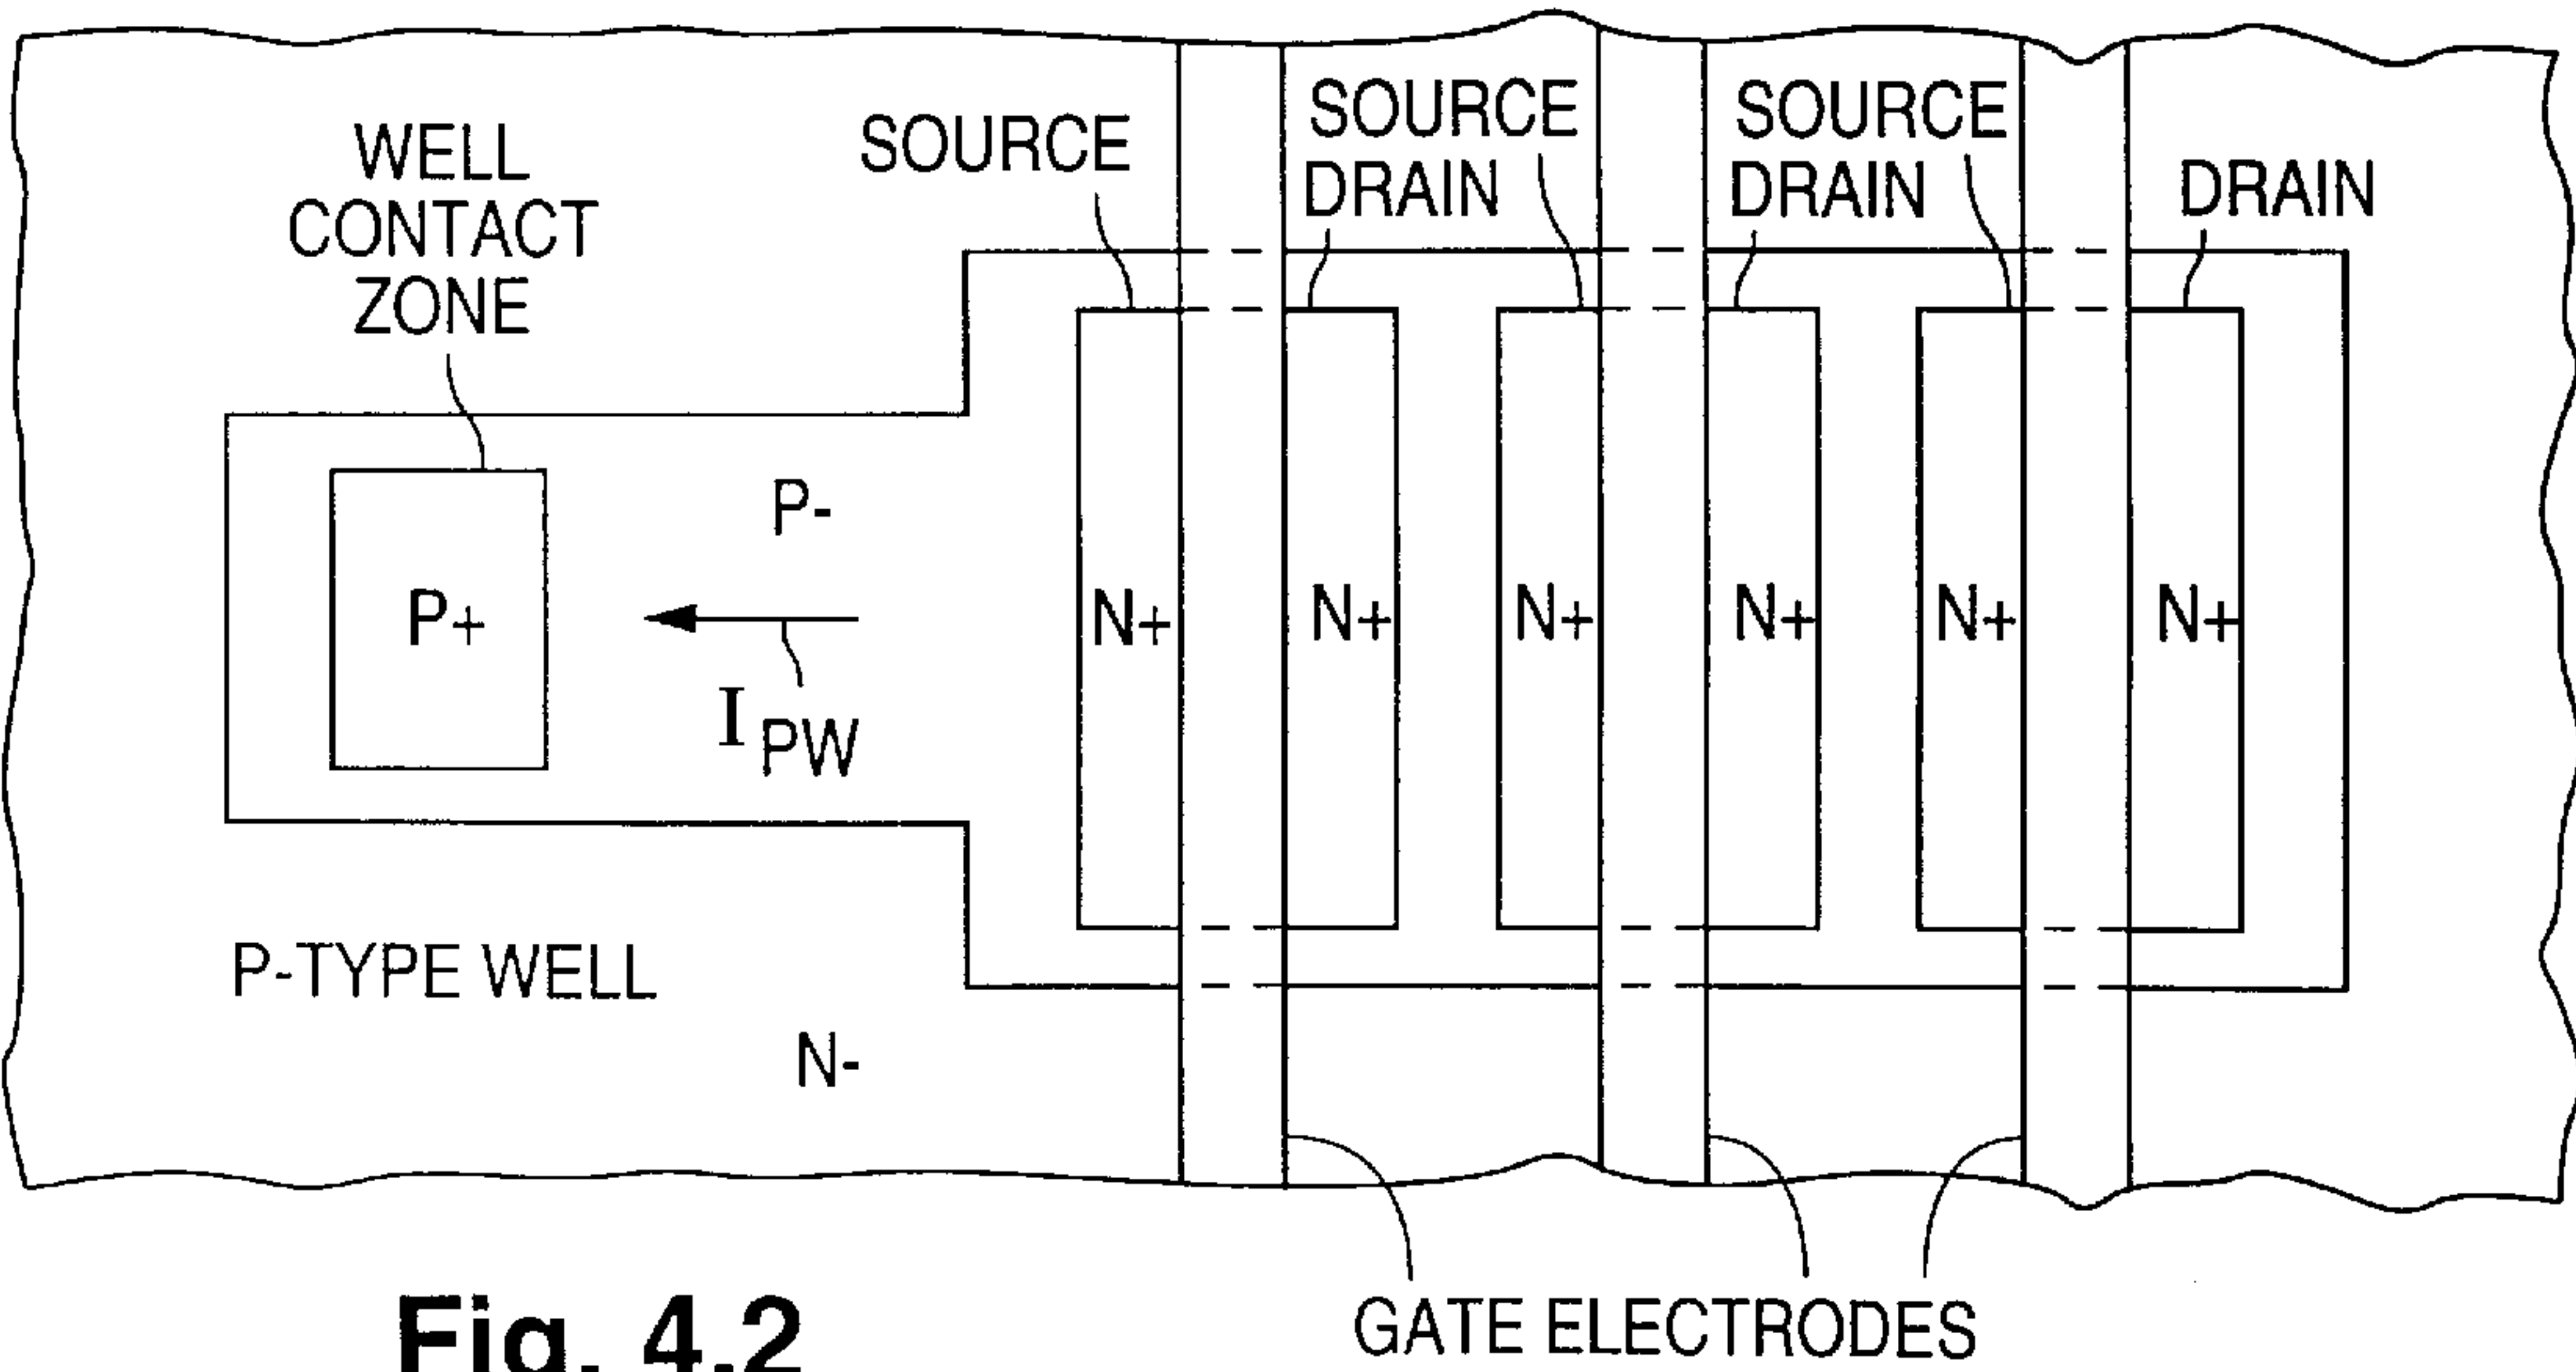 WELL
CONTACT
ZONE
SOURCE
SOURCE
DRAIN
SOURCE
DRAIN
DRAIN
P+
P-
I PW
N+
N+
N+
N+
N+
N+
P-TYPE WELL
N-
GATE ELECTRODES
Fig. 4.2